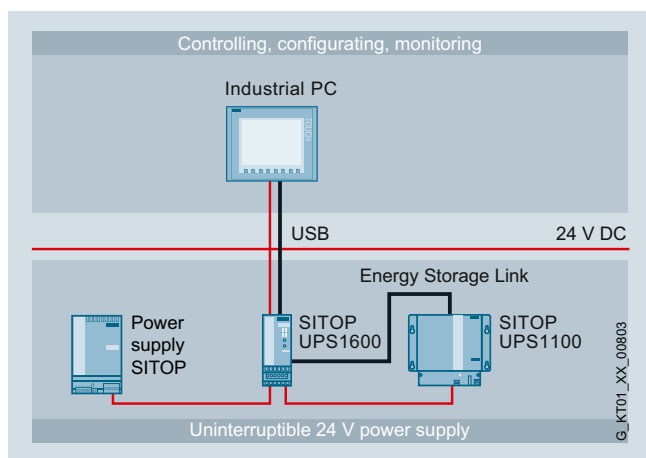 Controlling, configurating, monitoring
Industrial PC
USB
24 V DC
Energy Storage Link
Power
supply
SITOP
SITOP
UPS1600
SITOP
UPS1100
G_KT01_XX_00803
Uninterruptible 24 V power supply